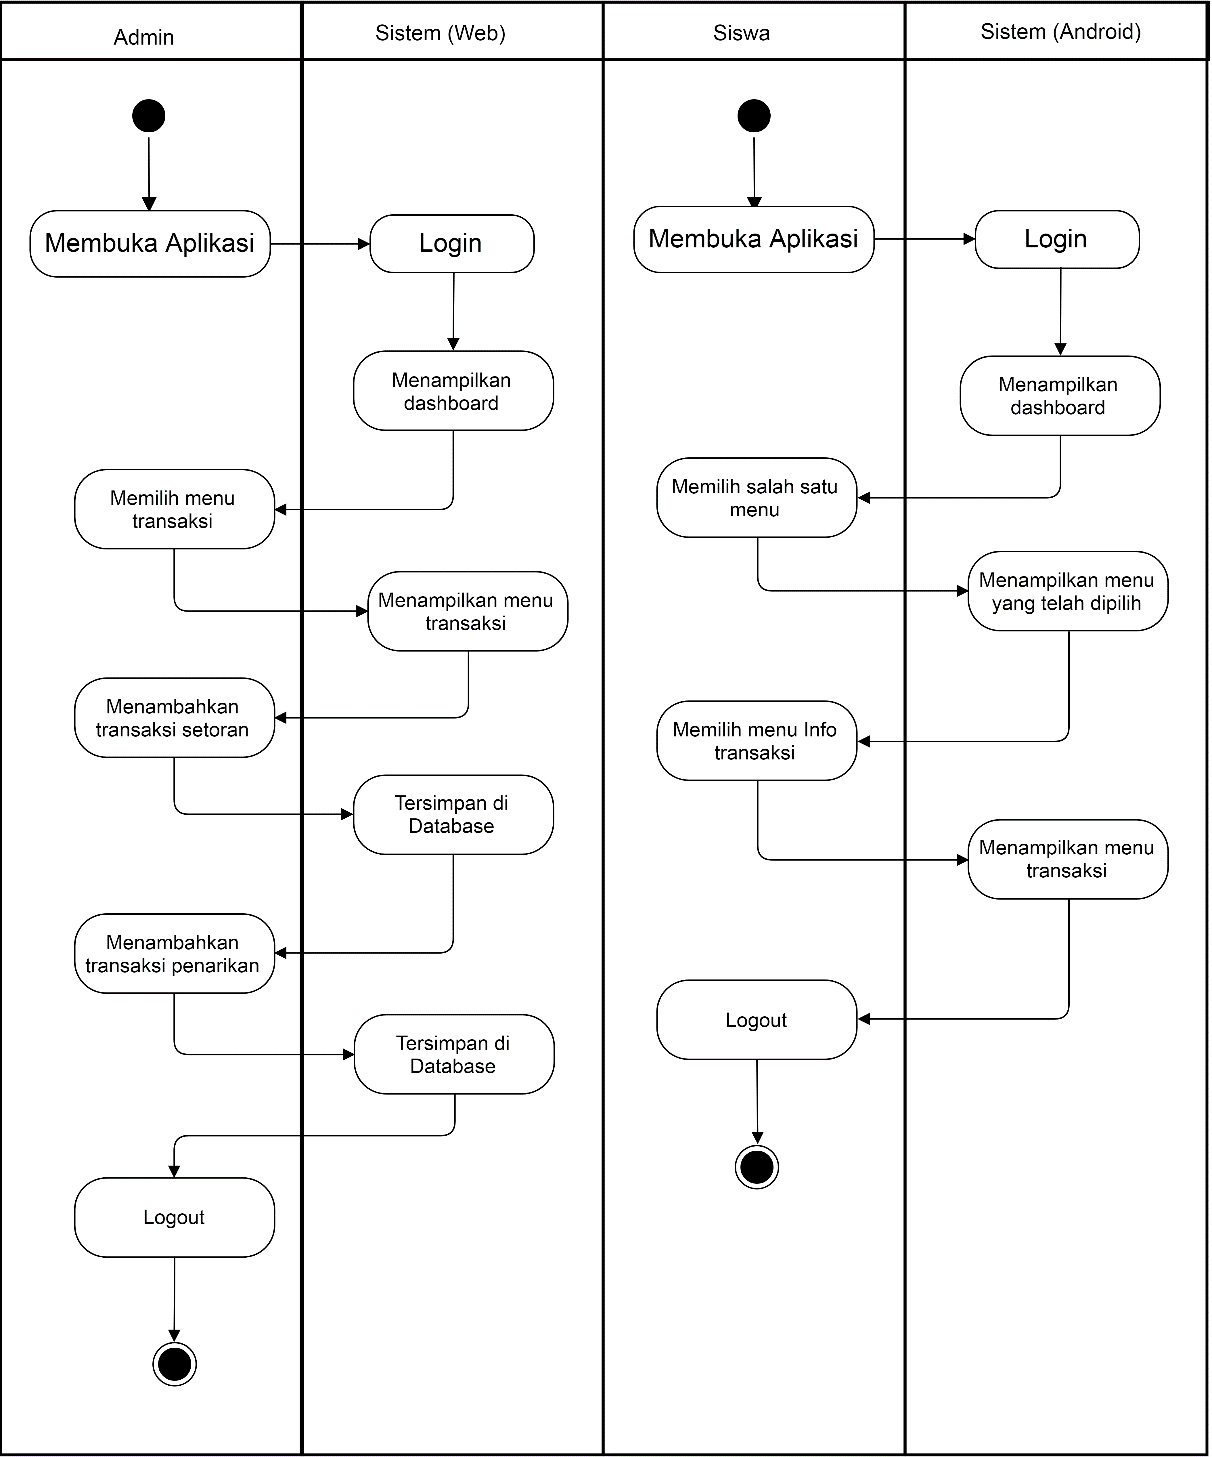 Admin
Sistem (Web)
Siswa
Sistem (Android)
Membuka Aplikasi
Login
Menampilkan
dashboard
Memilih menu
transaksi
Menampilkan menu
transaksi
Menambahkan
transaksi setoran
Tersimpan di
Database
Menambahkan
transaksi penarikan
Tersimpan di
Database
Logout
Membuka Aplikasi
Login
Menampilkan
dashboard
Memilih salah satu
menu
Menampilkan menu
yang telah dipilih
Memilih menu Info
transaksi
Menampilkan menu
transaksi
Logout